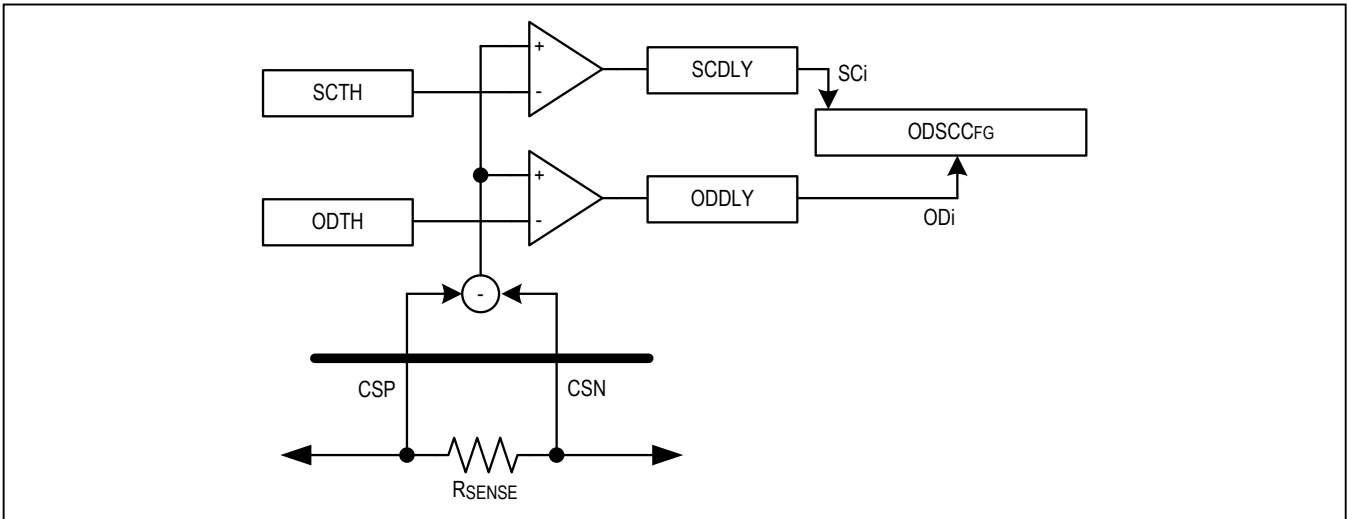 +
SCDLY
SCi
SCTH
-
ODSCCFG
+
ODDLY
ODTH
-
ODi
-
CSP
CSN
RSENSE